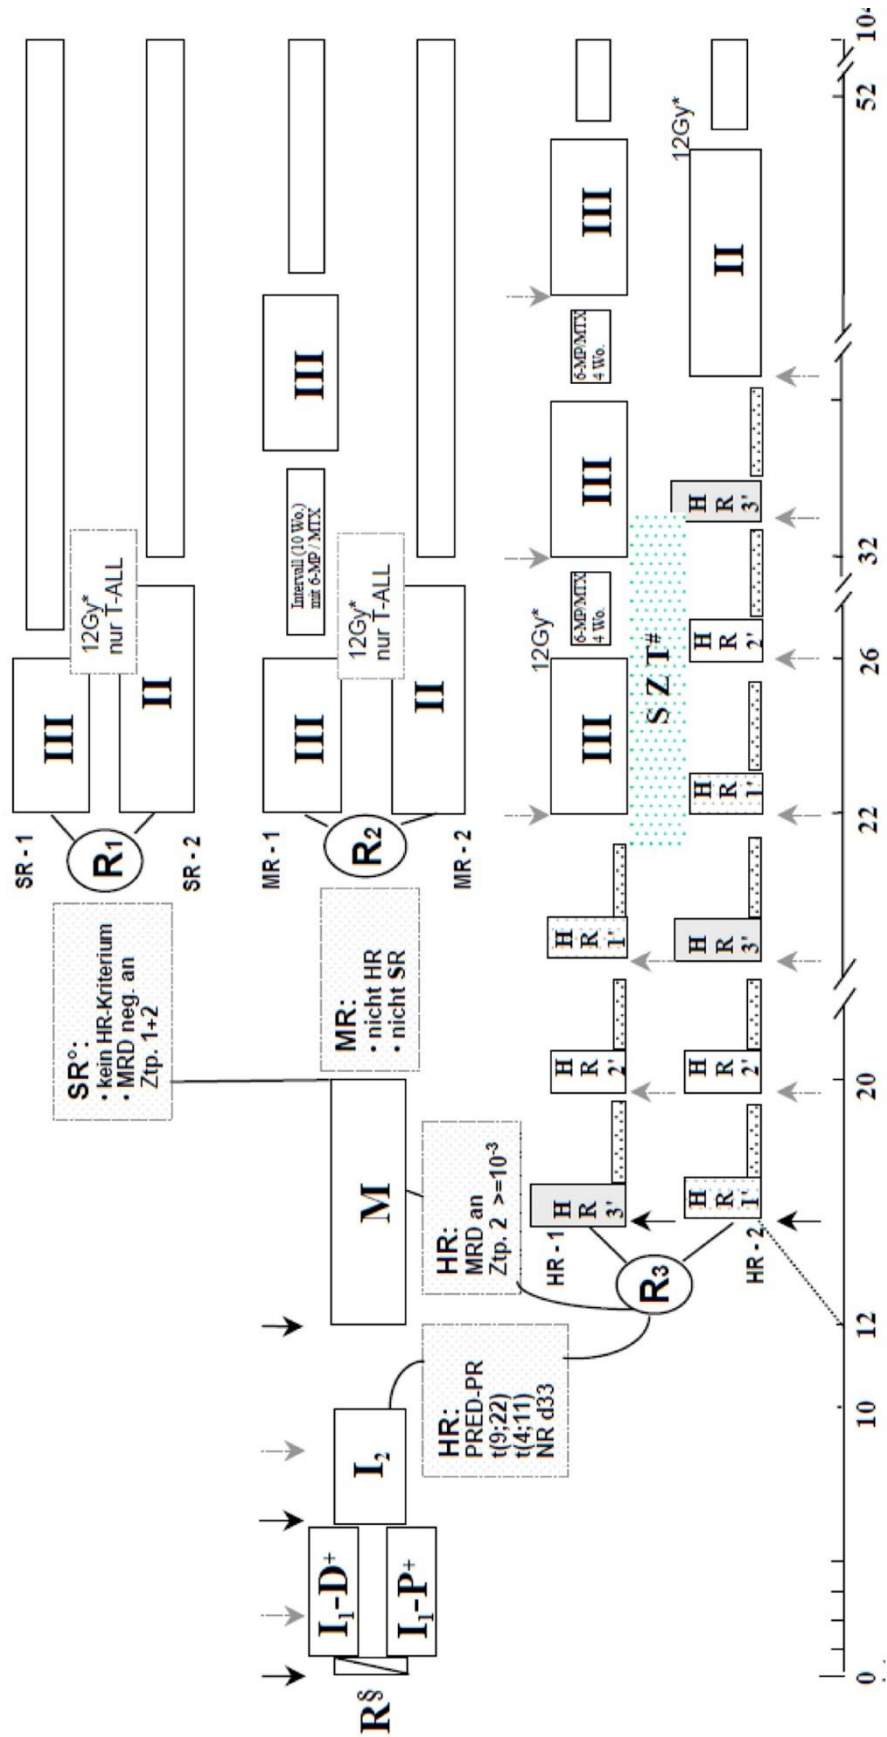 R§
I₁-D⁺
I₁-P⁺
I₂
M
SR°:
• kein HR-Kriterium
• MRD neg. an
Ztp. 1+2
MR:
• nicht HR
• nicht SR
HR:
PRED-PR
t(9;22)
t(4;11)
NR d33
HR:
MRD an
Ztp. 2 >=10⁻³
SR - 1
R₁
SR - 2
III
II
12Gy*
nur T-ALL
MR - 1
R₂
MR - 2
III
II
Intervall (10 Wo.)
mit 6-MP / MTX
12Gy*
nur T-ALL
III
R₃
HR - 1
H
R
3'
H
R
2'
H
R
1'
III
12Gy*
6-MP/MTX
4 Wo.
III
6-MP/MTX
4 Wo.
III
S Z T#
HR - 2
H
R
1'
H
R
2'
H
R
3'
H
R
1'
H
R
2'
H
R
3'
II
12Gy*
0
10
12
20
22
26
32
52